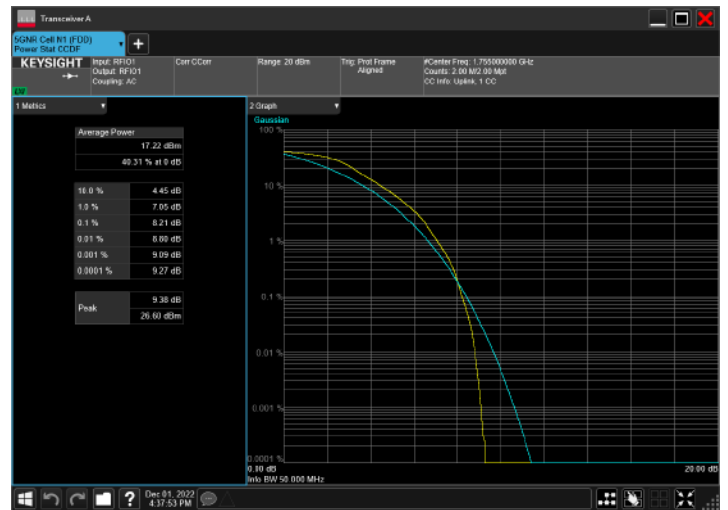 Transceiver A
5GNR Cell N1 (FDD)
Power Stat CCDF
KEYSIGHT
Input: RFIO1
Output: RFIO1
Coupling: AC
Corr CCorr
Range: 20 dBm
Trig: Prot Frame
Aligned
#Center Freq: 1.755000000 GHz
Counts: 2.00 M/2.00 Mpt
CC Info: Uplink, 1 CC
1 Metrics
Average Power
17.22 dBm
40.31 % at 0 dB
10.0 % 4.45 dB
1.0 % 7.05 dB
0.1 % 8.21 dB
0.01 % 8.80 dB
0.001 % 9.09 dB
0.0001 % 9.27 dB
Peak
9.38 dB
26.60 dBm
2 Graph
Gaussian
100 %
10 %
1 %
0.1 %
0.01 %
0.001 %
0.0001 %
0.00 dB
20.00 dB
Info BW 50.000 MHz
Dec 01, 2022
4:37:53 PM